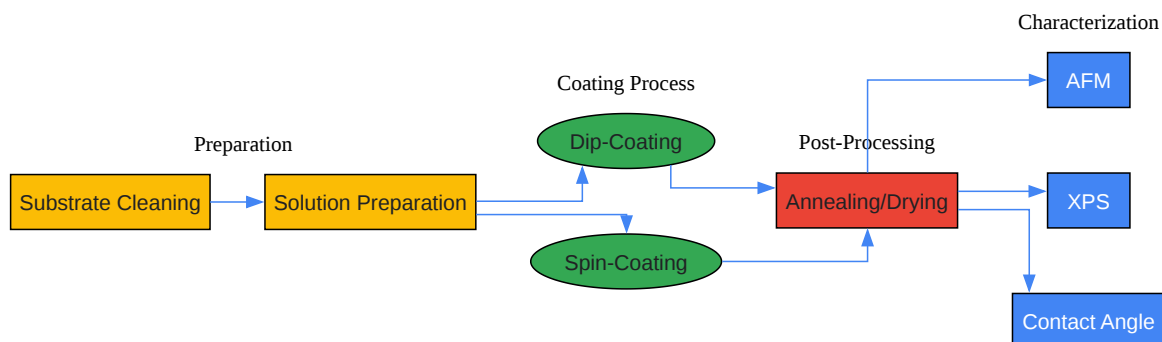 Characterization
AFM
Coating Process
Dip-Coating
Preparation
Post-Processing
Substrate Cleaning
Solution Preparation
Annealing/Drying
XPS
Spin-Coating
Contact Angle